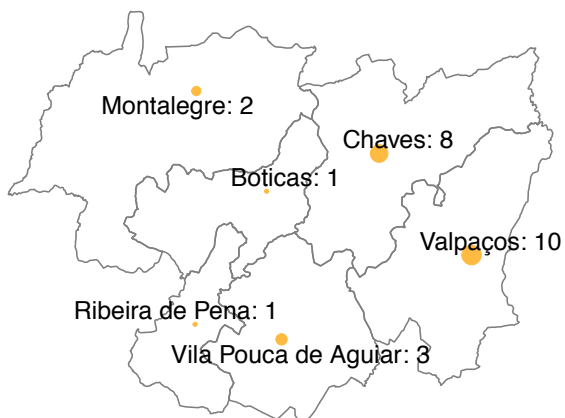 Montalegre: 2
Chaves: 8
Boticas: 1
Valpaços: 10
Ribeira de Pena: 1
Vila Pouca de Aguiar: 3